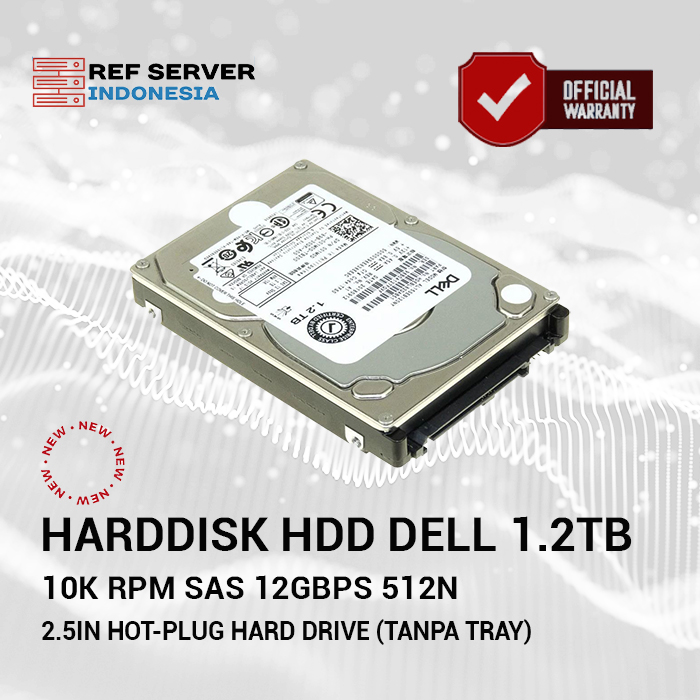 REF SERVER
INDONESIA
OFFICIAL
WARRANTY
DELL
1.2TB
NEW • NEW • NEW • NEW • NEW •
HARDDISK HDD DELL 1.2TB
10K RPM SAS 12GBPS 512N
2.5IN HOT-PLUG HARD DRIVE (TANPA TRAY)